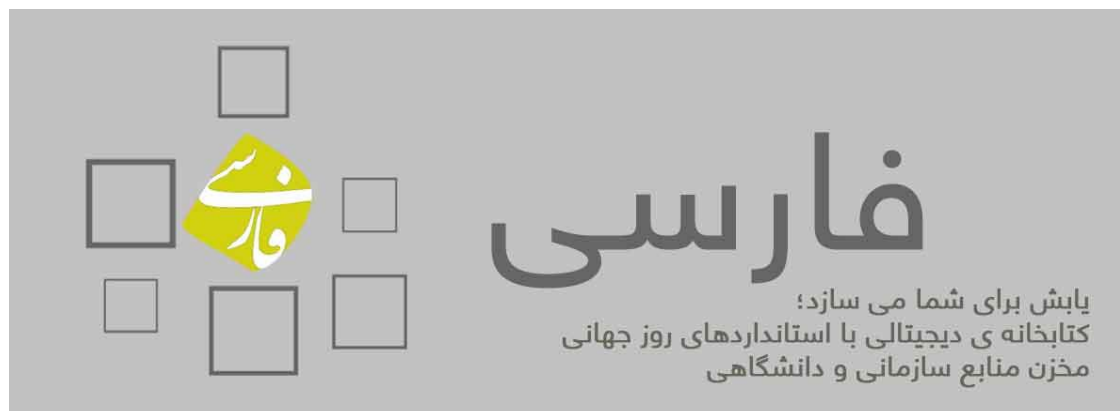 فارسی
فارسی
یابش برای شما می سازد؛
کتابخانه ی دیجیتالی با استانداردهای روز جهانی
مخزن منابع سازمانی و دانشگاهی